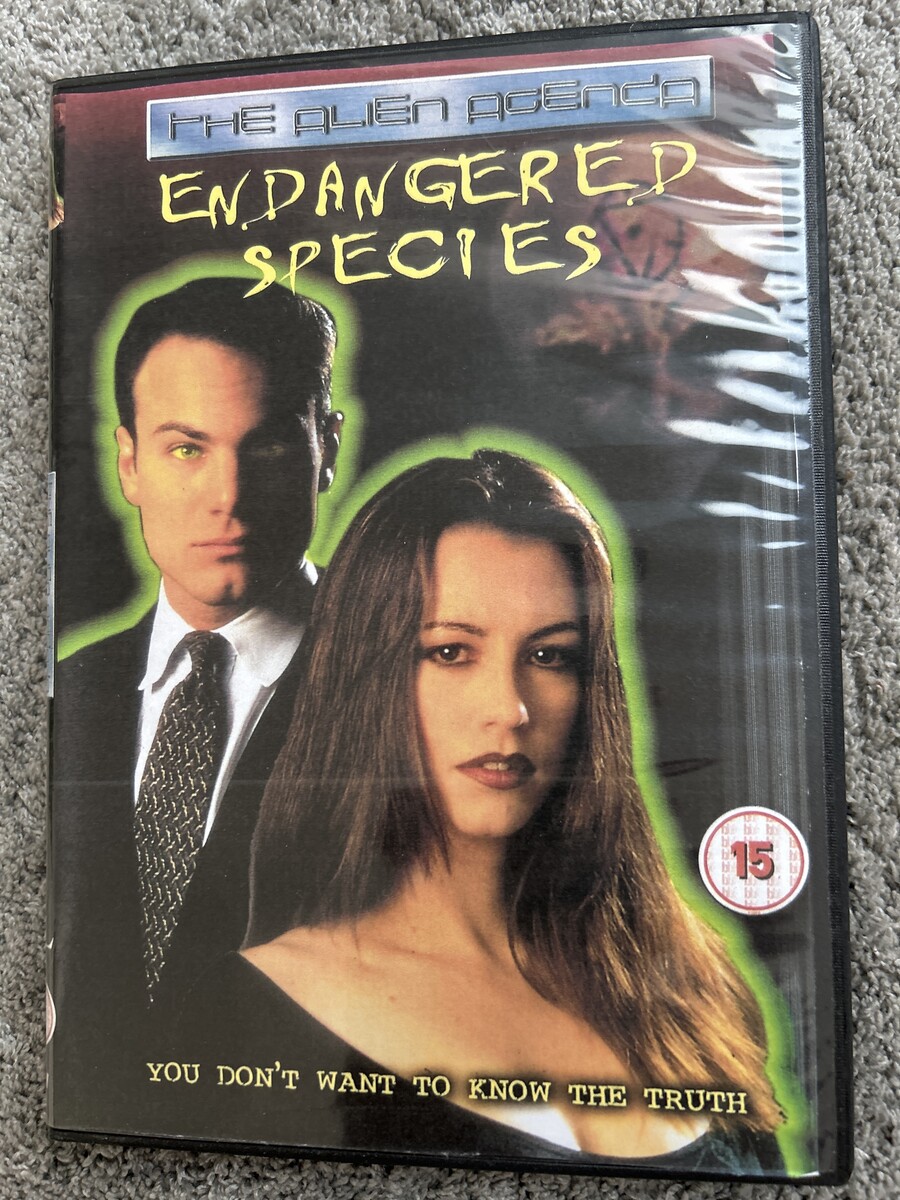 THE ALIEN AGENDA
ENDANGERED
SPECIES
15
YOU DON'T WANT TO KNOW THE TRUTH